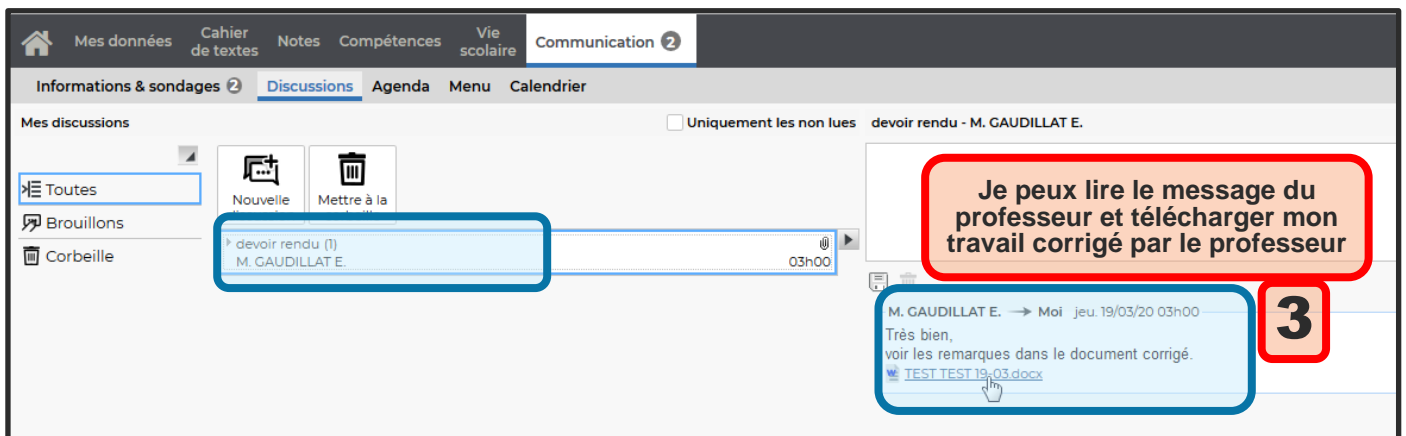 Mes données
Cahier
de textes
Notes
Compétences
Vie
scolaire
Communication 2
Informations & sondages 2
Discussions
Agenda
Menu
Calendrier
Mes discussions
Uniquement les non lues
devoir rendu - M. GAUDILLAT E.
Toutes
Brouillons
Corbeille
Nouvelle
Mettre à la
devoir rendu (1)
M. GAUDILLAT E.
03h00
Je peux lire le message du
professeur et télécharger mon
travail corrigé par le professeur
3
M. GAUDILLAT E. → Moi jeu. 19/03/20 03h00
Très bien,
voir les remarques dans le document corrigé.
TEST TEST 19-03.docx